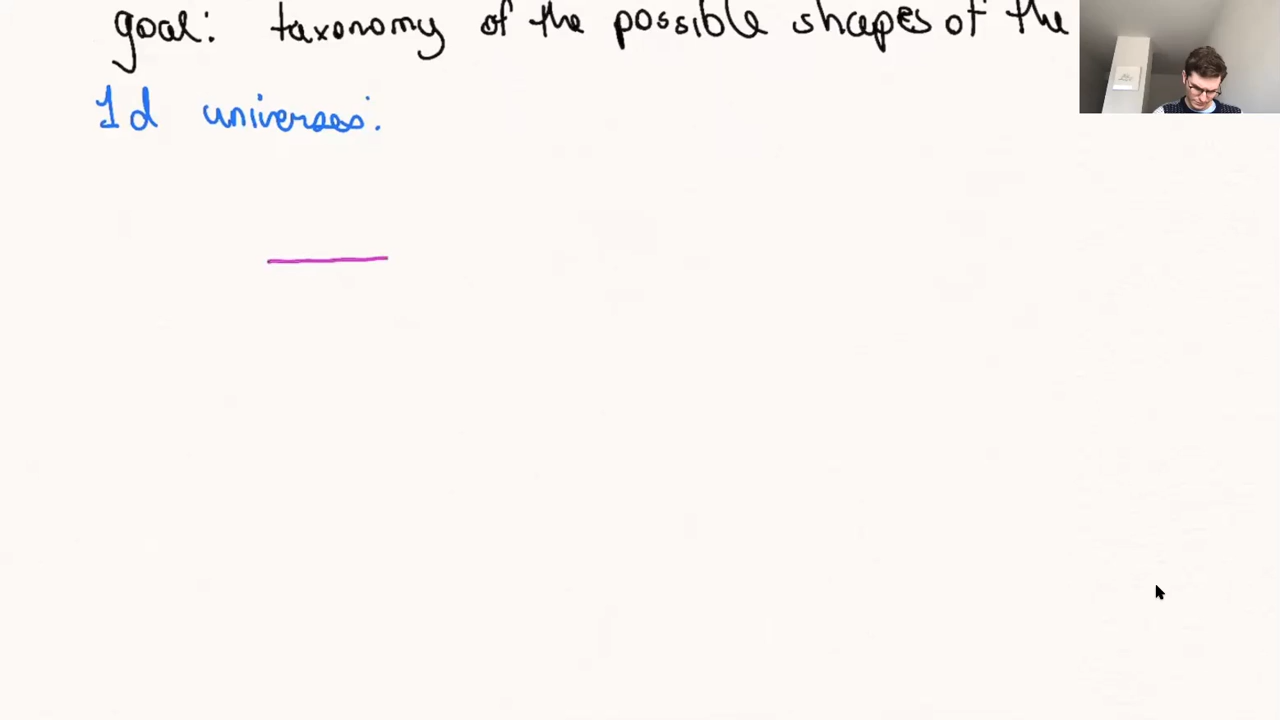 goal: taxonomy of the possible shapes of the
1d universes: